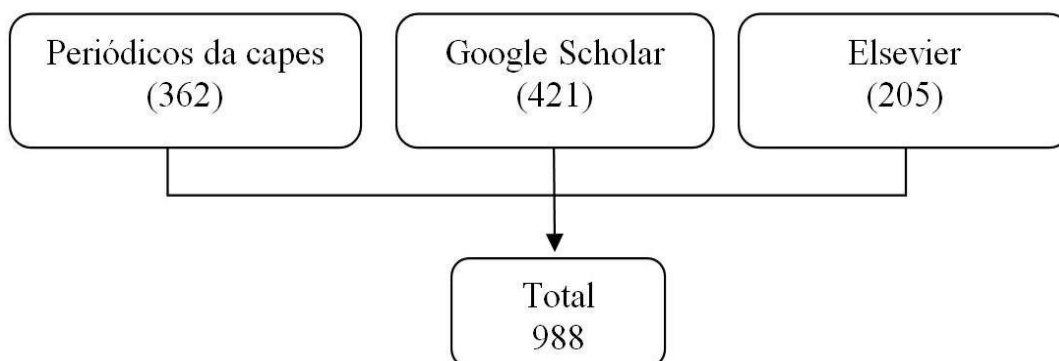 Periódicos da capes
(362)
Google Scholar
(421)
Elsevier
(205)
Total
988